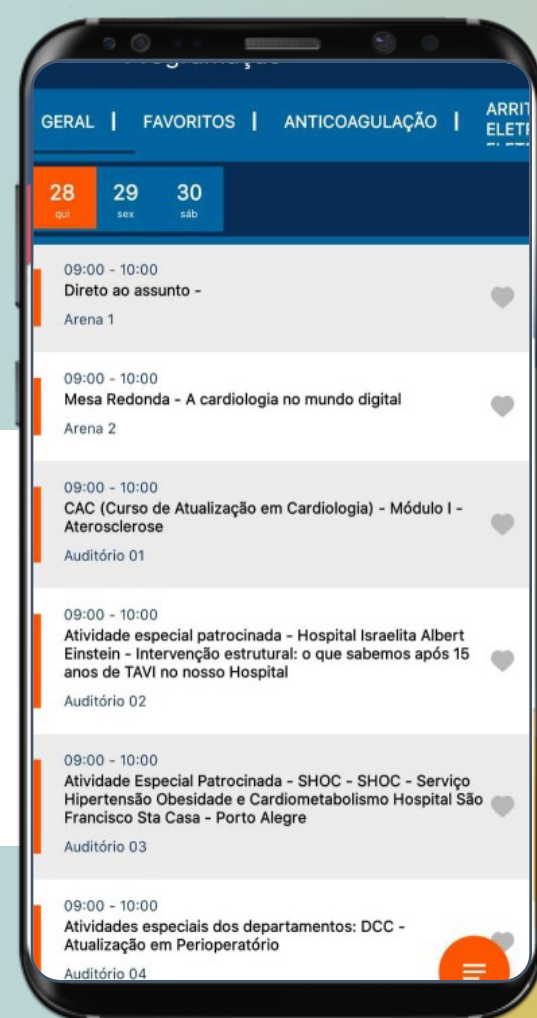 Programação
GERAL | FAVORITOS | ANTICOAGULAÇÃO |
28 29 30
qui sex sáb
09:00 - 10:00
Direto ao assunto -
Arena 1
09:00 - 10:00
Mesa Redonda - A cardiologia no mundo digital
Arena 2
09:00 - 10:00
CAC (Curso de Atualização em Cardiologia) - Módulo I -
Aterosclerose
Auditório 01
09:00 - 10:00
Atividade especial patrocinada - Hospital Israelita Albert
Einstein - Intervenção estrutural: o que sabemos após 15
anos de TAVI no nosso Hospital
Auditório 02
09:00 - 10:00
Atividade Especial Patrocinada - SHOC - SHOC - Serviço
Hipertensão Obesidade e Cardiometabolismo Hospital São
Francisco Sta Casa - Porto Alegre
Auditório 03
09:00 - 10:00
Atividades especiais dos departamentos: DCC -
Atualização em Perioperatório
Auditório 04